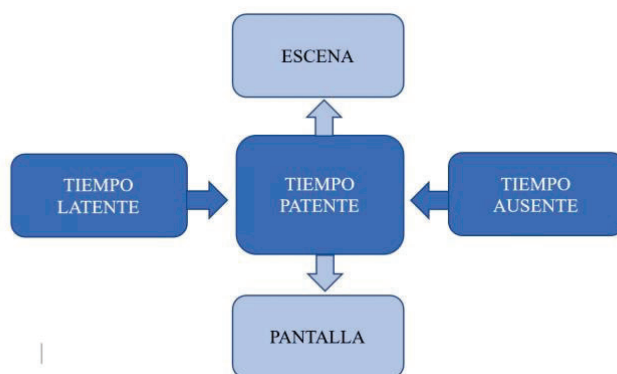 ESCENA
TIEMPO
LATENTE
TIEMPO
PATENTE
TIEMPO
AUSENTE
PANTALLA